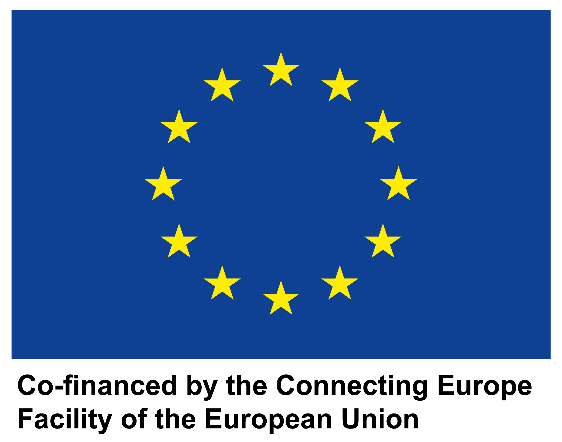 Co-financed by the Connecting Europe
Facility of the European Union